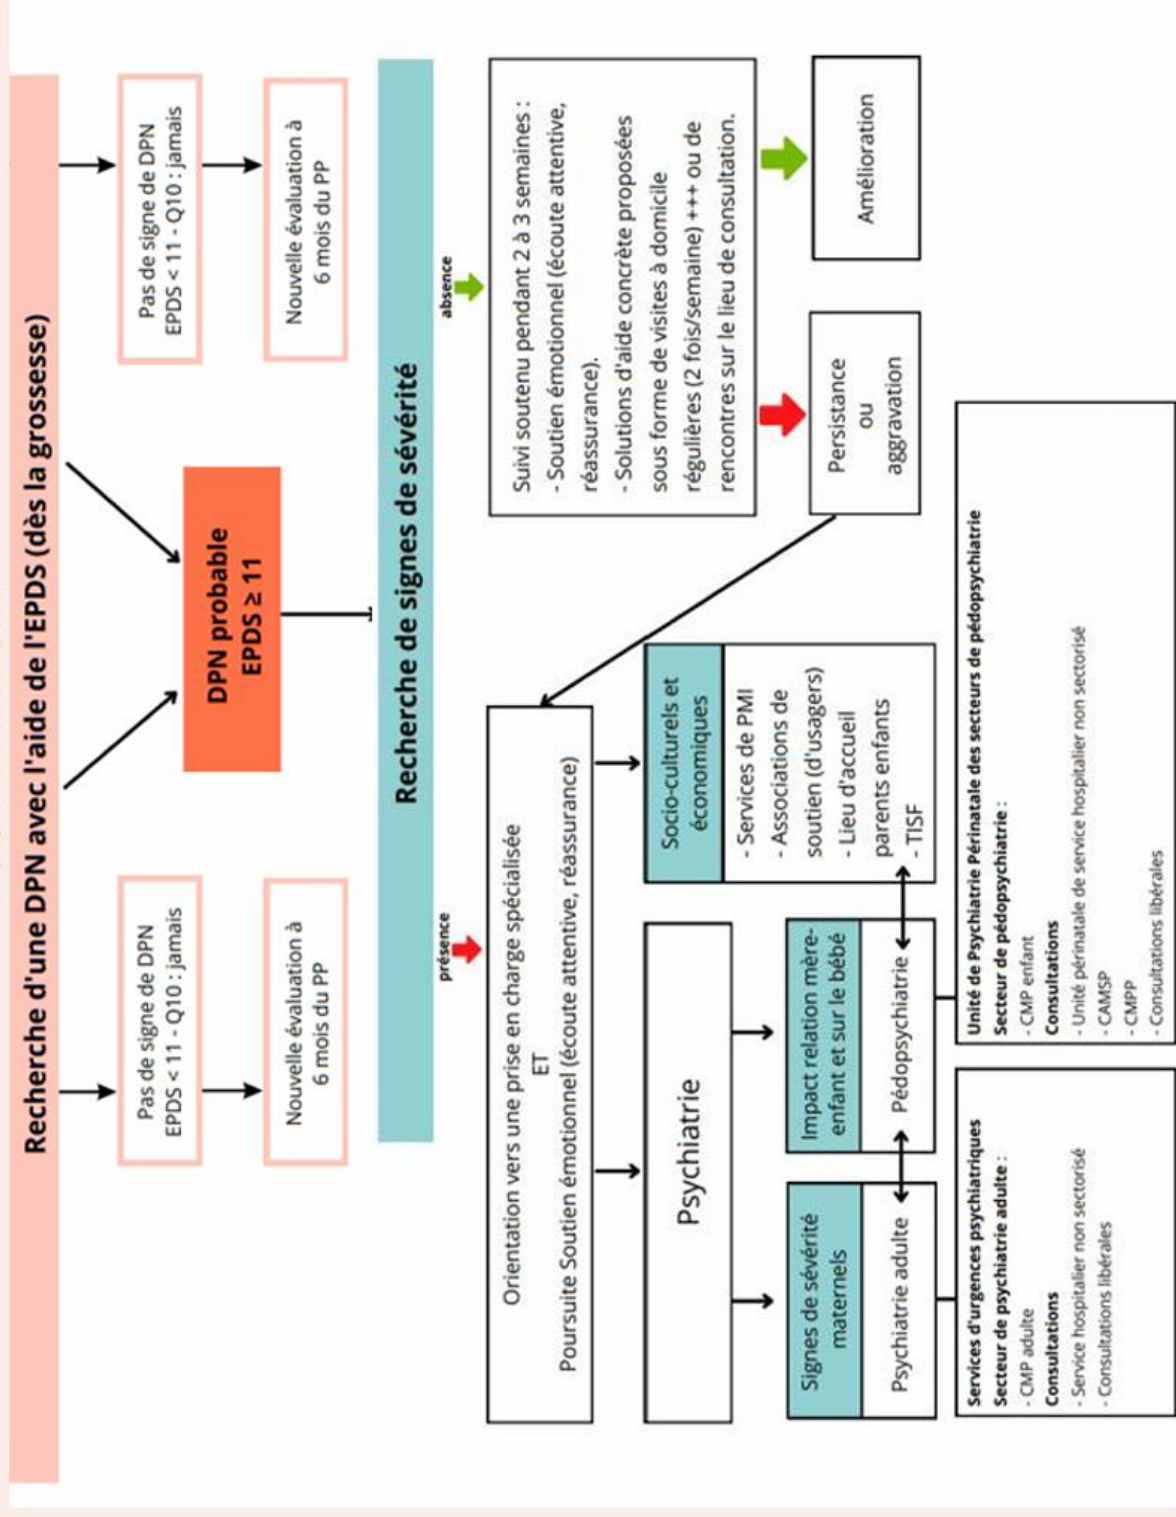 Recherche d'une DPN avec l'aide de l'EPDS (dès la grossesse)
Pas de signe de DPN
EPDS < 11 - Q10 : jamais
Nouvelle évaluation à
6 mois du PP
DPN probable
EPDS ≥ 11
Pas de signe de DPN
EPDS < 11 - Q10 : jamais
Nouvelle évaluation à
6 mois du PP
Recherche de signes de sévérité
présence
absence
Orientation vers une prise en charge spécialisée
ET
Poursuite Soutien émotionnel (écoute attentive, réassurance)
Suivi soutenu pendant 2 à 3 semaines :
- Soutien émotionnel (écoute attentive,
réassurance).
- Solutions d'aide concrète proposées
sous forme de visites à domicile
régulières (2 fois/semaine) +++ ou de
rencontres sur le lieu de consultation.
Persistance
ou
aggravation
Amélioration
Psychiatrie
Socio-culturels et
économiques
- Services de PMI
- Associations de
soutien (d'usagers)
- Lieu d'accueil
parents enfants
- TISF
Signes de sévérité
maternels
Psychiatrie adulte
Impact relation mère-
enfant et sur le bébé
Pédopsychiatrie
Services d'urgences psychiatriques
Secteur de psychiatrie adulte :
- CMP adulte
Consultations
- Service hospitalier non sectorisé
- Consultations libérales
Unité de Psychiatrie Périnatale des secteurs de pédopsychiatrie
Secteur de pédopsychiatrie :
- CMP enfant
Consultations
- Unité périnatale de service hospitalier non sectorisé
- CAMSP
- CMPP
- Consultations libérales